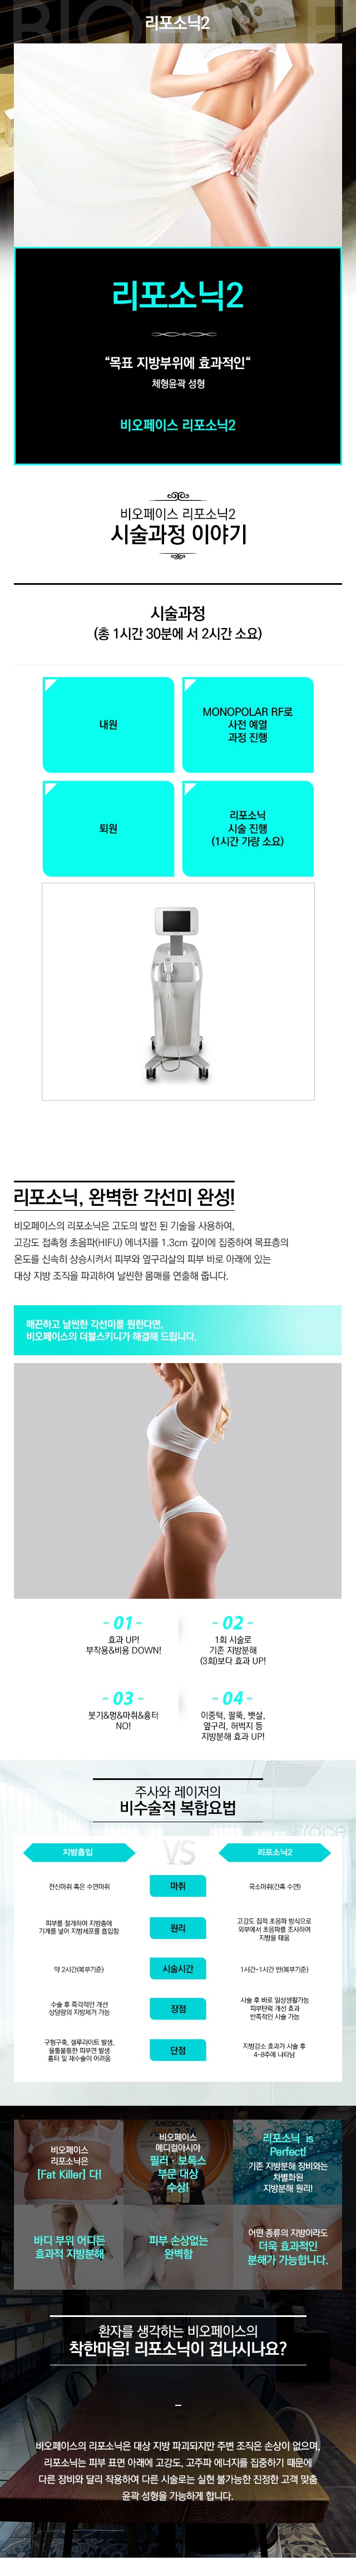 리포소닉2
리포소닉2
“목표 지방부위에 효과적인“
체형윤곽 성형
비오페이스 리포소닉2
비오페이스 리포소닉2
시술과정 이야기
시술과정
(총 1시간 30분에 서 2시간 소요)
내원
MONOPOLAR RF로
사전 예열
과정 진행
퇴원
리포소닉
시술 진행
(1시간 가량 소요)
리포소닉, 완벽한 각선미 완성!
비오페이스의 리포소닉은 고도의 발전 된 기술을 사용하여,
고강도 접촉형 초음파(HIFU) 에너지를 1.3cm 깊이에 집중하여 목표층의
온도를 신속히 상승시켜서 피부와 옆구리살의 피부 바로 아래에 있는
대상 지방 조직을 파괴하여 날씬한 몸매를 연출해 줍니다.
매끈하고 날씬한 각선미를 원한다면,
비오페이스의 더블스키니가 해결해 드립니다.
- 01 -
효과 UP!
부작용&비용 DOWN!
- 02 -
1회 시술로
기존 지방분해
(3회)보다 효과 UP!
- 03 -
붓기&멍&마취&흉터
NO!
- 04 -
이중턱, 팔뚝, 뱃살,
옆구리, 허벅지 등
지방분해 효과 UP!
주사와 레이저의
비수술적 복합요법
지방흡입
VS
리포소닉2
전신마취 혹은 수면마취
마취
국소마취(간혹 수면)
피부를 절개하여 지방층에
기계를 넣어 지방세포를 흡입함
원리
고강도 집적 초음파 방식으로
외부에서 초음파를 조사하여
지방을 태움
약 2시간(복부기준)
시술시간
1시간~1시간 반(복부기준)
수술 후 즉각적인 개선
상당량의 지방제거 가능
장점
시술 후 바로 일상생활가능
피부탄력 개선 효과
반복적인 시술 가능
구형구축, 셀루라이트 발생,
울퉁불퉁한 피부면 발생
흉터 및 재수술이 어려움
단점
지방감소 효과가 시술 후
4-8주에 나타남
비오페이스
리포소닉은
[Fat Killer] 다!
비오페이스
메디컬아시아
필러 · 보톡스
부문 대상
수상!
리포소닉 is
Perfect!
기존 지방분해 장비와는
차별화된
지방분해 원리!
바디 부위 어디든
효과적 지방분해
피부 손상없는
완벽함
어떤 종류의 지방이라도
더욱 효과적인
분해가 가능합니다.
환자를 생각하는 비오페이스의
착한마음! 리포소닉이 겁나시나요?
비오페이스의 리포소닉은 대상 지방 파괴되지만 주변 조직은 손상이 없으며,
리포소닉는 피부 표면 아래에 고강도, 고주파 에너지를 집중하기 때문에
다른 장비와 달리 작용하여 다른 시술로는 실현 불가능한 진정한 고객 맞춤
윤곽 성형을 가능하게 합니다.